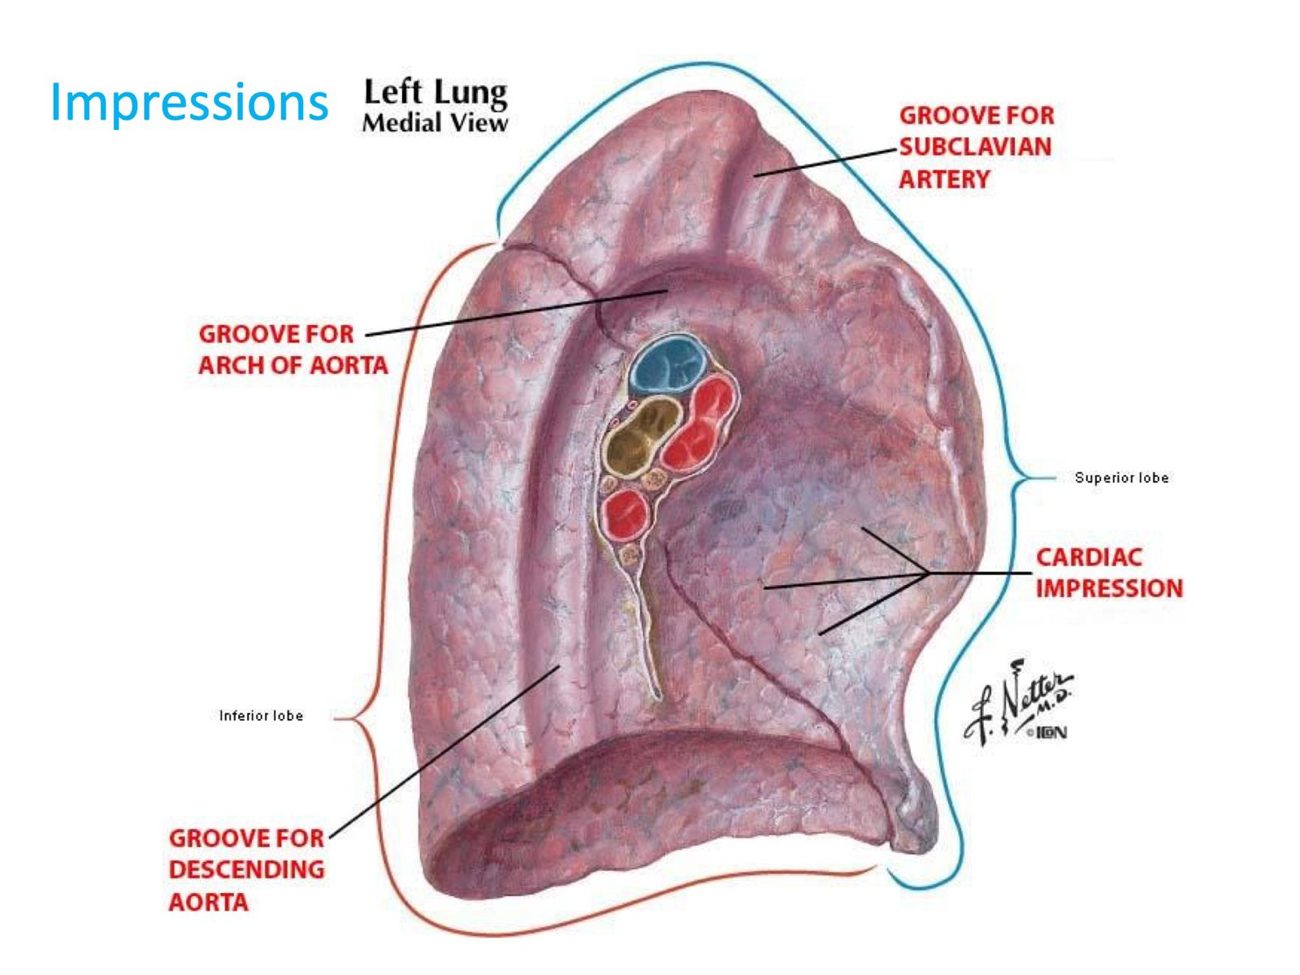 Impressions
Left Lung
Medial View
GROOVE FOR
SUBCLAVIAN
ARTERY
GROOVE FOR
ARCH OF AORTA
Superior lobe
CARDIAC
IMPRESSION
Inferior lobe
F. Netter
M.D.
© ICON
GROOVE FOR
DESCENDING
AORTA